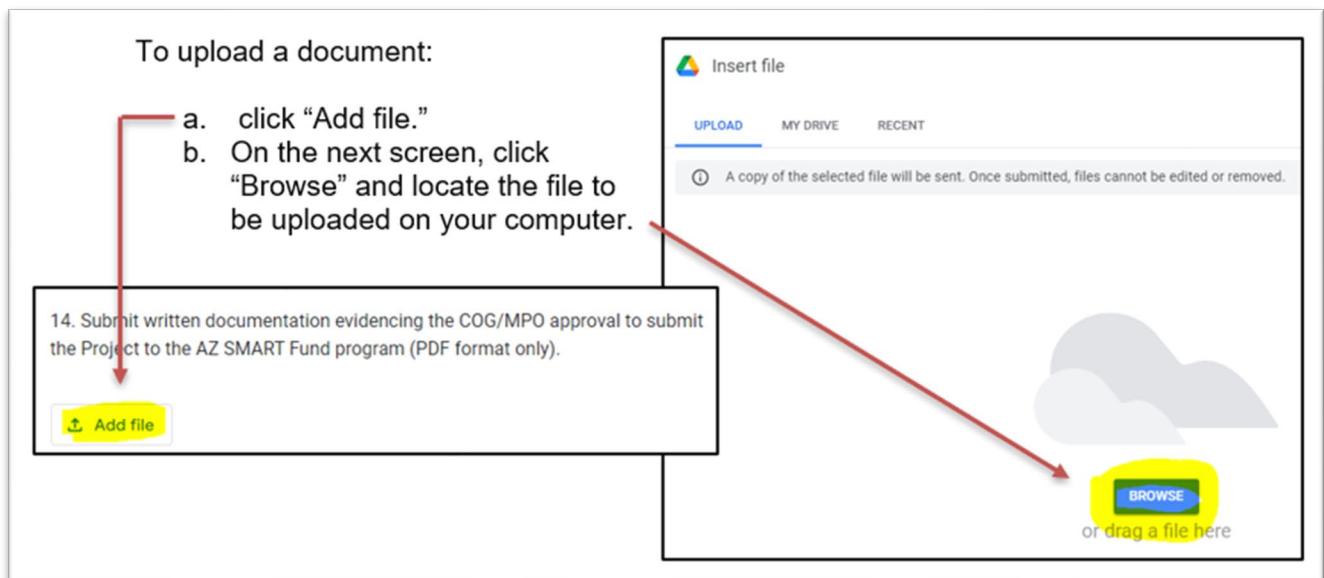 To upload a document:
a. click “Add file.”
b. On the next screen, click
“Browse” and locate the file to
be uploaded on your computer.
14. Submit written documentation evidencing the COG/MPO approval to submit
the Project to the AZ SMART Fund program (PDF format only).
Add file
Insert file
UPLOAD MY DRIVE RECENT
A copy of the selected file will be sent. Once submitted, files cannot be edited or removed.
BROWSE
or drag a file here